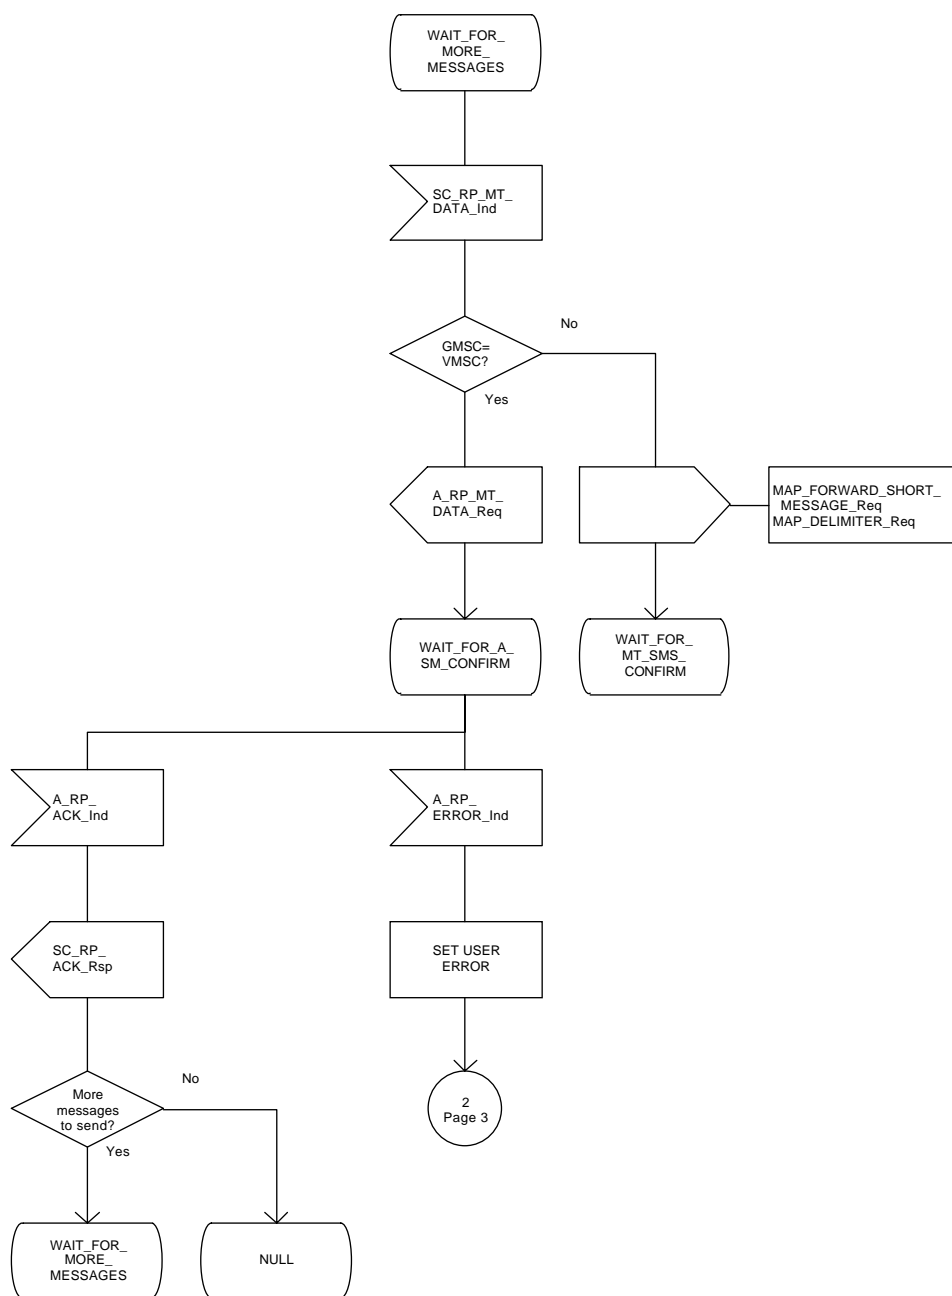 WAIT_FOR_
MORE_
MESSAGES
SC_RP_MT_
DATA_Ind
No
GMSC=
VMSC?
Yes
A_RP_MT_
DATA_Req
MAP_FORWARD_SHORT_
MESSAGE_Req
MAP_DELIMITER_Req
WAIT_FOR_A_
SM_CONFIRM
WAIT_FOR_
MT_SMS_
CONFIRM
A_RP_
ACK_Ind
A_RP_
ERROR_Ind
SC_RP_
ACK_Rsp
SET USER
ERROR
No
More
messages
to send?
Yes
2
Page 3
WAIT_FOR_
MORE_
MESSAGES
NULL